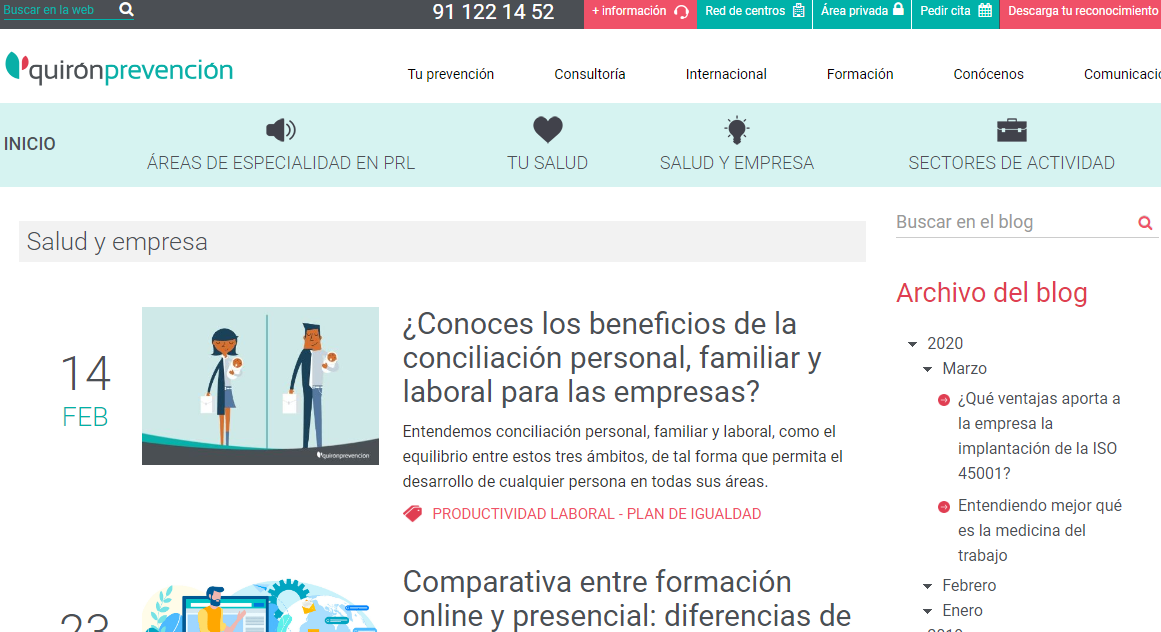 Buscar en la web
91 122 14 52
+ información
Red de centros
Área privada
Pedir cita
Descarga tu reconocimiento
quirónprevención
Tu prevención
Consultoría
Internacional
Formación
Conócenos
Comunicació
INICIO
ÁREAS DE ESPECIALIDAD EN PRL
TU SALUD
SALUD Y EMPRESA
SECTORES DE ACTIVIDAD
Salud y empresa
14
FEB
quirónprevención
¿Conoces los beneficios de la
conciliación personal, familiar y
laboral para las empresas?
Entendemos conciliación personal, familiar y laboral, como el
equilibrio entre estos tres ámbitos, de tal forma que permita el
desarrollo de cualquier persona en todas sus áreas.
PRODUCTIVIDAD LABORAL - PLAN DE IGUALDAD
23
Comparativa entre formación
online y presencial: diferencias de
Buscar en el blog
Archivo del blog
2020
Marzo
¿Qué ventajas aporta a
la empresa la
implantación de la ISO
45001?
Entendiendo mejor qué
es la medicina del
trabajo
Febrero
Enero
2019